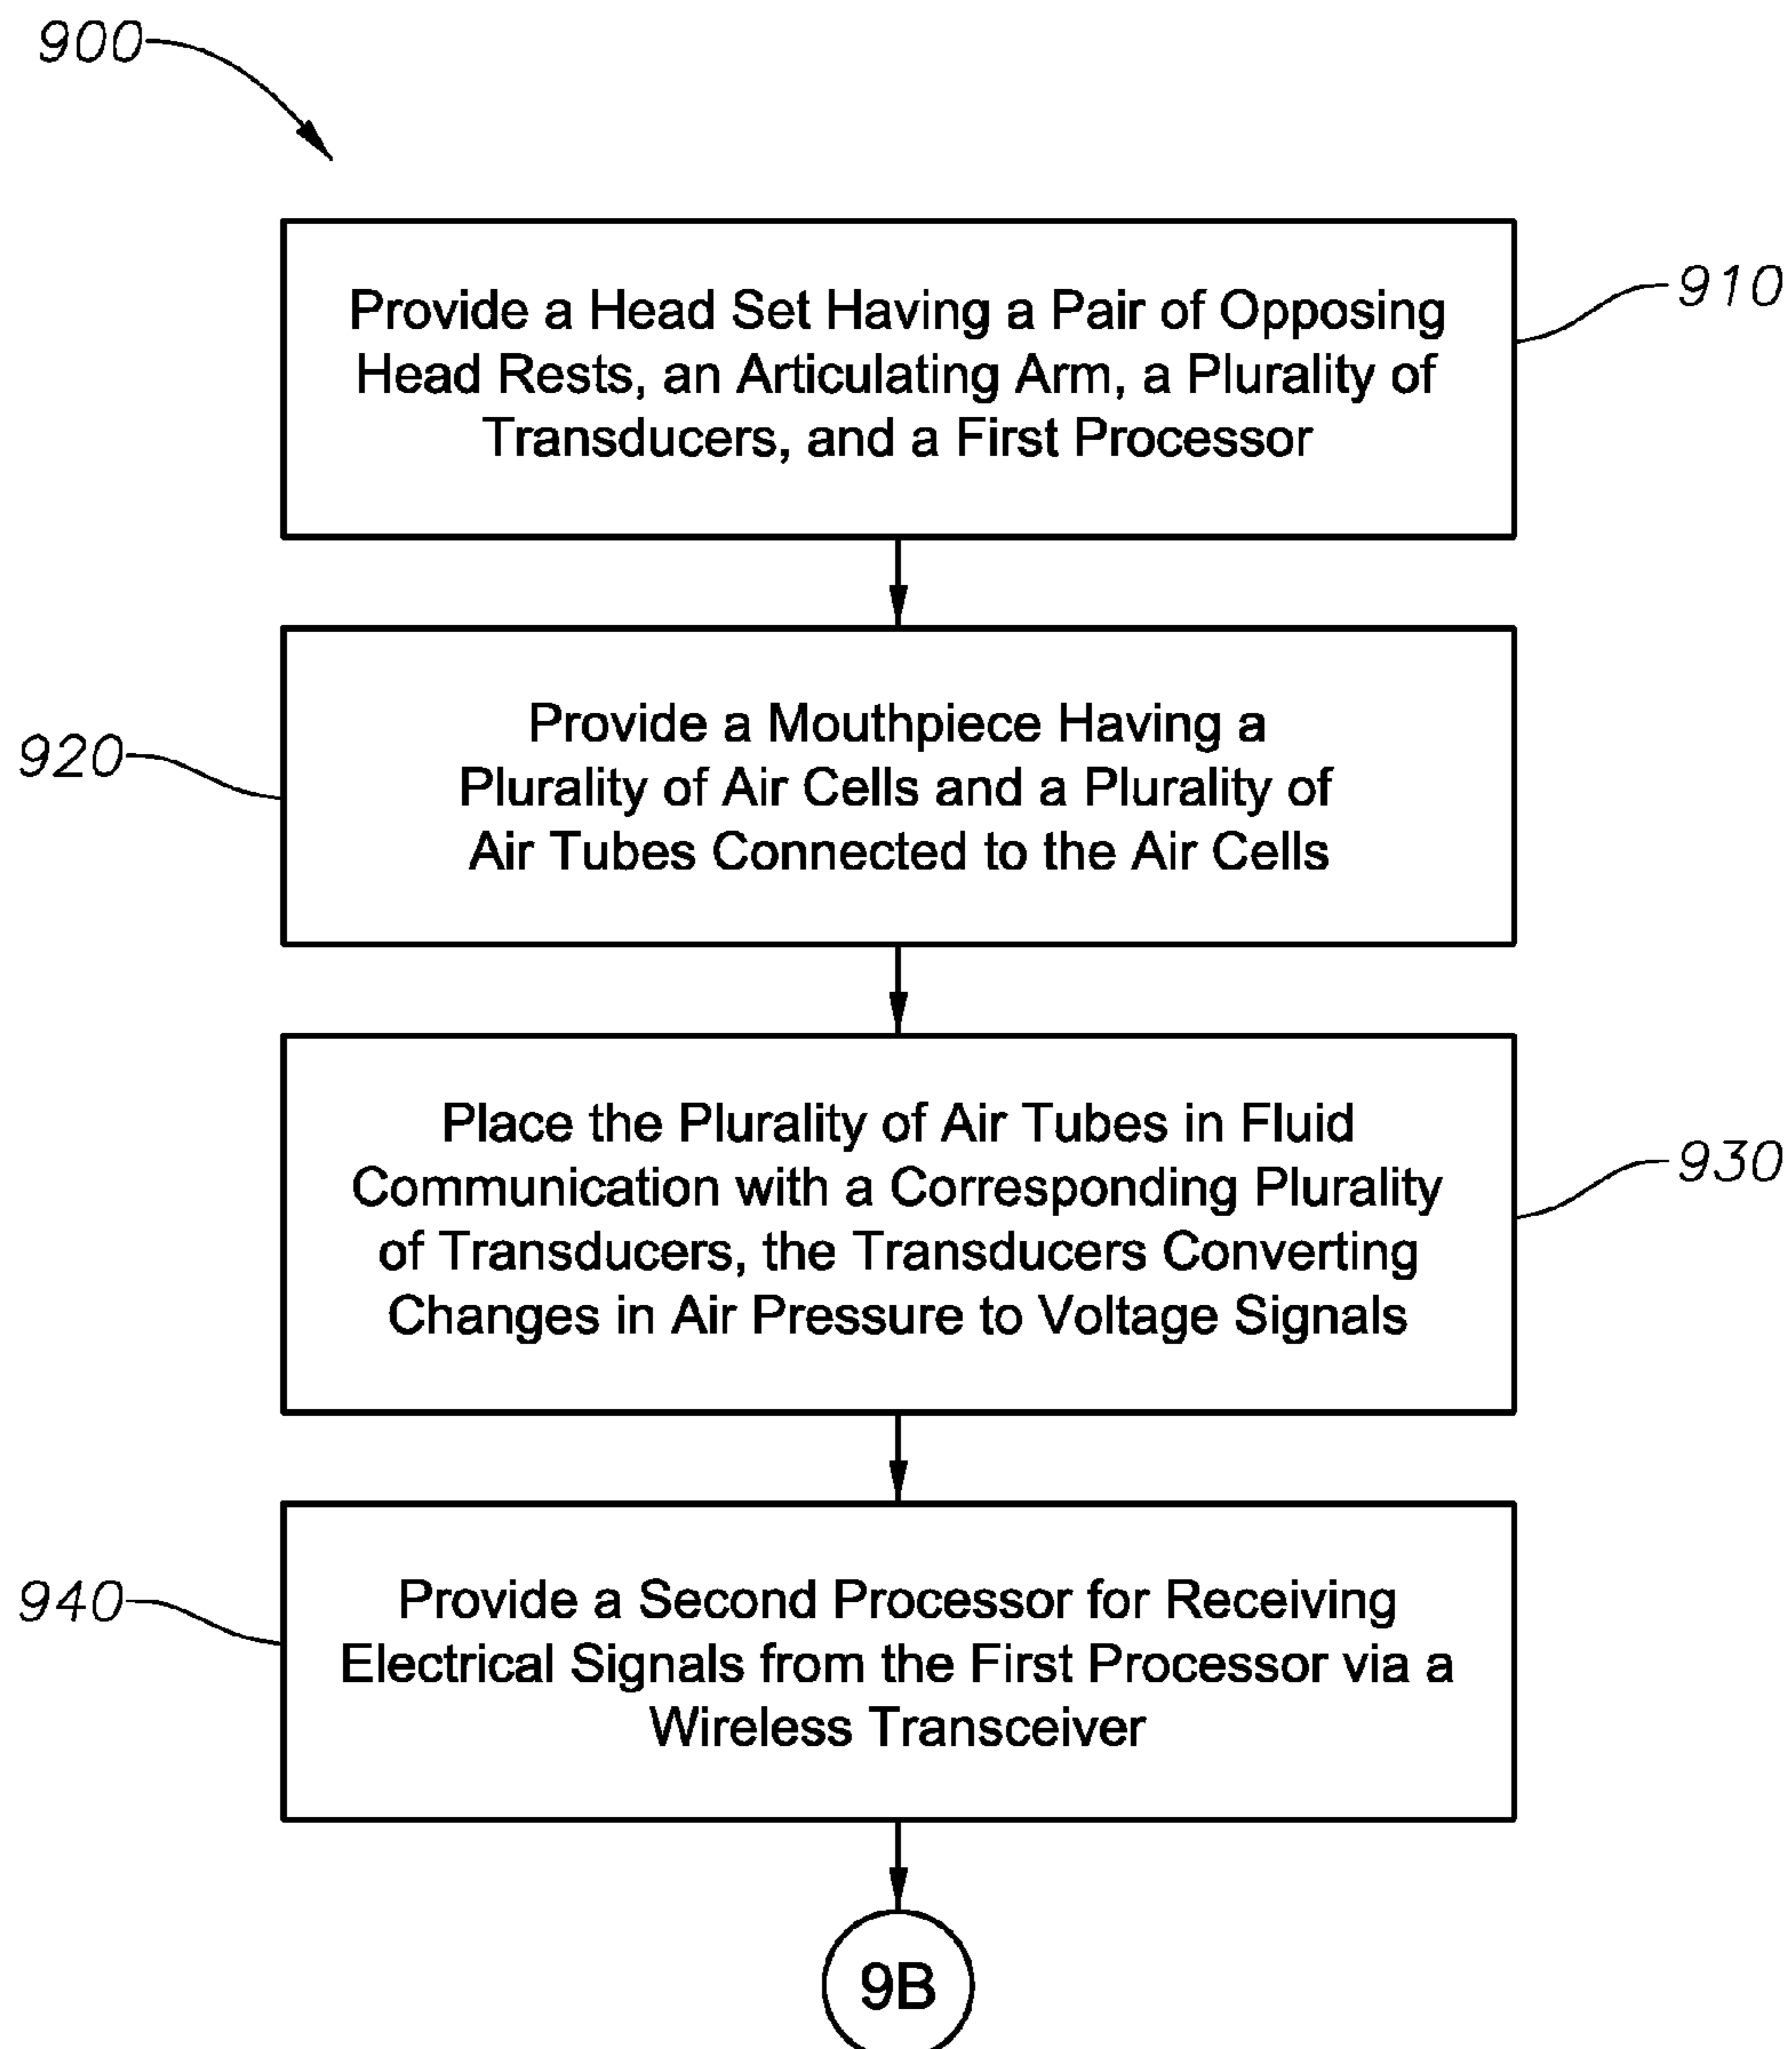 900
Provide a Head Set Having a Pair of Opposing
Head Rests, an Articulating Arm, a Plurality of
Transducers, and a First Processor
910
Provide a Mouthpiece Having a
Plurality of Air Cells and a Plurality of
Air Tubes Connected to the Air Cells
920
Place the Plurality of Air Tubes in Fluid
Communication with a Corresponding Plurality
of Transducers, the Transducers Converting
Changes in Air Pressure to Voltage Signals
930
Provide a Second Processor for Receiving
Electrical Signals from the First Processor via a
Wireless Transceiver
940
9B